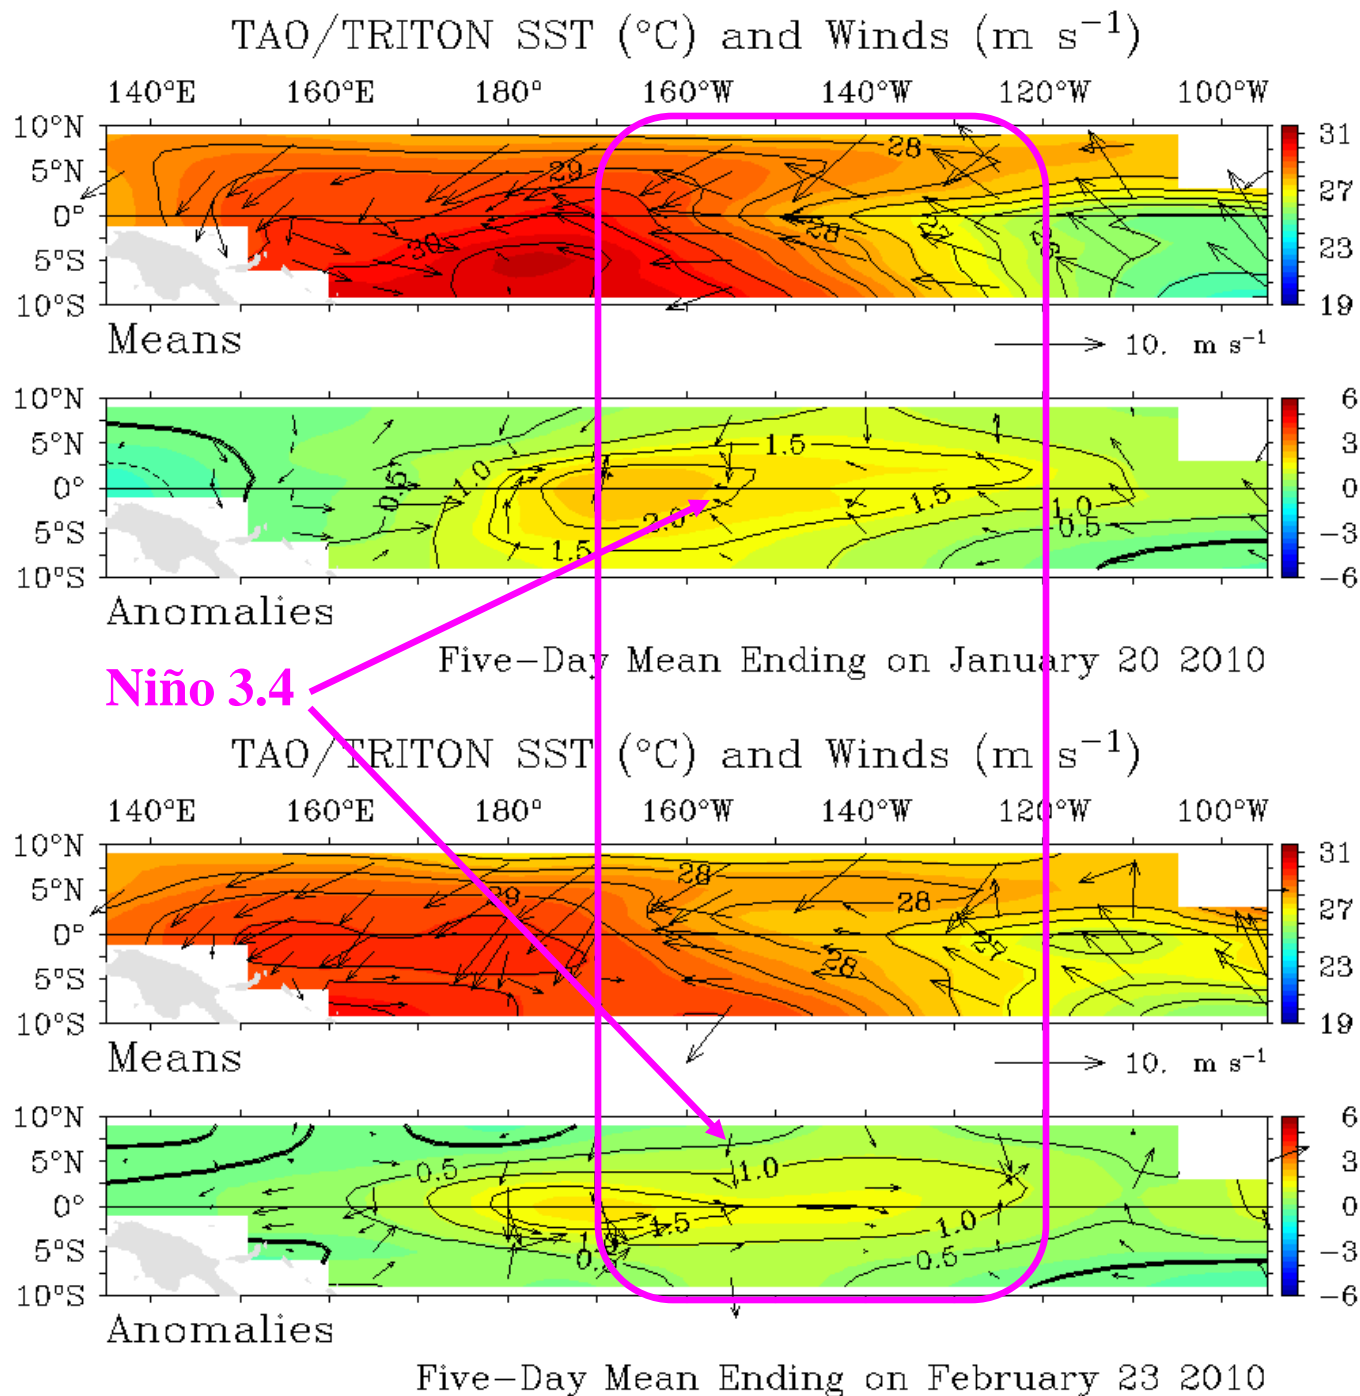 TAO/TRITON SST (°C) and Winds (m s⁻¹)
140°E 160°E 180° 160°W 140°W 120°W 100°W
10°N
5°N
0°
5°S
10°S
28
29
30
28
27
31
27
23
19
Means
10. m s⁻¹
10°N
5°N
0°
5°S
10°S
0.5
1.0
1.5
2.0
1.5
1.5
1.0
0.5
6
3
0
−3
−6
Anomalies
Five−Day Mean Ending on January 20 2010
Niño 3.4
TAO/TRITON SST (°C) and Winds (m s⁻¹)
140°E 160°E 180° 160°W 140°W 120°W 100°W
10°N
5°N
0°
5°S
10°S
28
29
28
28
27
31
27
23
19
Means
10. m s⁻¹
10°N
5°N
0°
5°S
10°S
0.5
1.0
1.5
1.0
1.0
0.5
6
3
0
−3
−6
Anomalies
Five−Day Mean Ending on February 23 2010